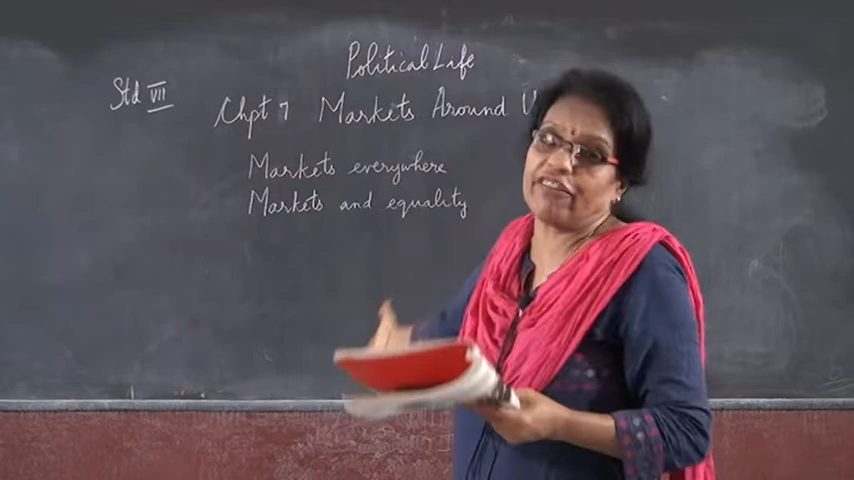 Political Life
Std VII
Chpt 7 Markets Around
Markets everywhere
Markets and equality